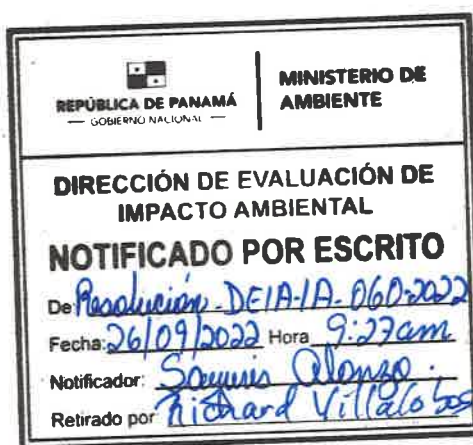 REPÚBLICA DE PANAMÁ
— GOBIERNO NACIONAL —
MINISTERIO DE
AMBIENTE
DIRECCIÓN DE EVALUACIÓN DE
IMPACTO AMBIENTAL
NOTIFICADO POR ESCRITO
De Resolución-DEIA-IA-060-2022
Fecha: 26/09/2022 Hora 9:27am
Notificador: Alonzo.
Retirado por Richard Villalobos